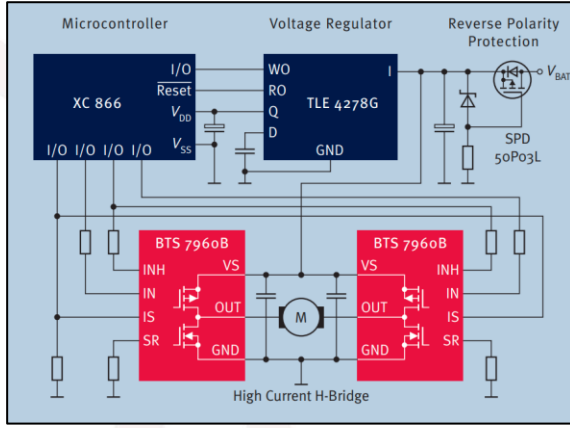 Microcontroller
Voltage Regulator
Reverse Polarity
Protection
I/O
Reset
XC 866
VDD
VSS
I/O I/O I/O I/O
WO
RO
Q
D
I
TLE 4278G
GND
VBAT
SPD
50P03L
BTS 7960B
VS
INH
IN
OUT
IS
SR
GND
M
BTS 7960B
VS
INH
IN
OUT
IS
SR
GND
High Current H-Bridge